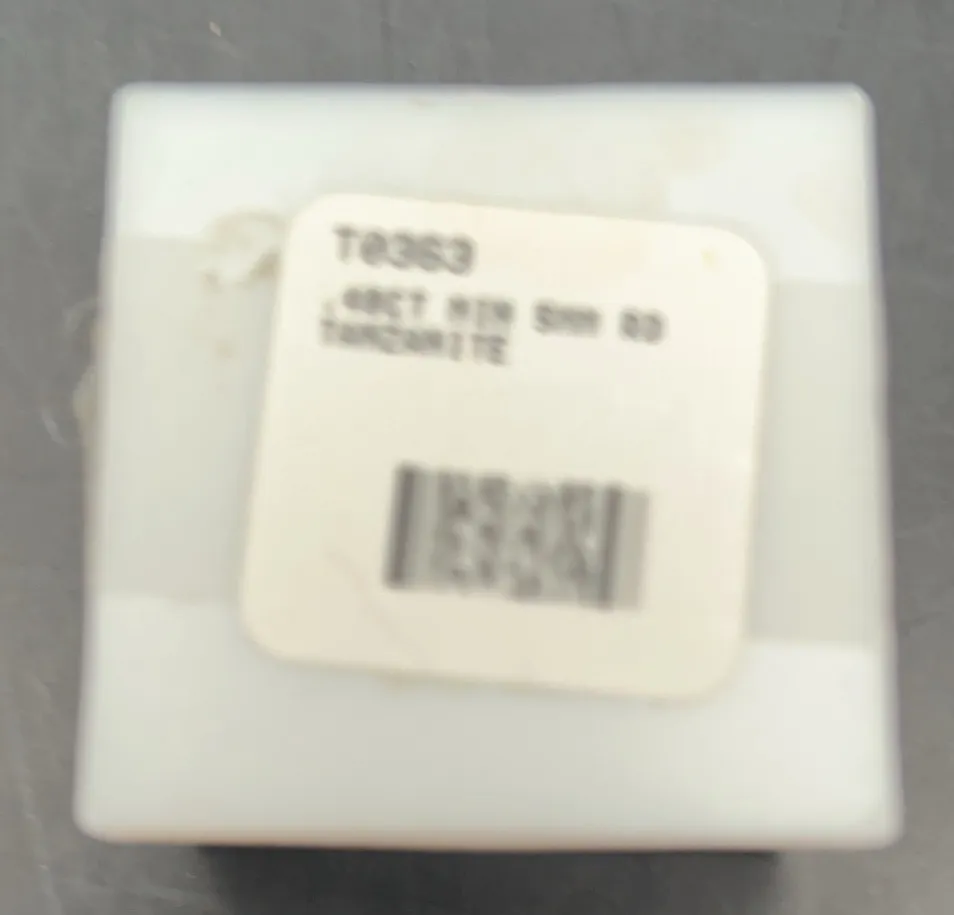 T0363
.40CT MIN 5MM RD
TANZANITE